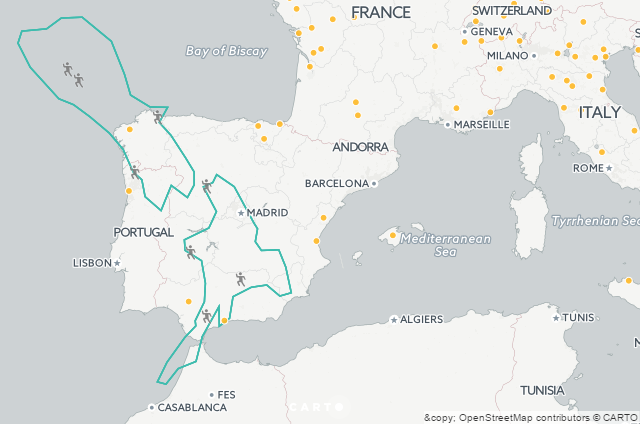 FRANCE
SWITZERLAND
GENEVA
Bay of Biscay
MILANO
ITALY
MARSEILLE
ANDORRA
ROME
BARCELONA
MADRID
Tyrrhenian Sea
PORTUGAL
Mediterranean
Sea
LISBON
ALGIERS
TUNIS
TUNISIA
FES
CASABLANCA
CARTO
&copy; OpenStreetMap contributors © CARTO